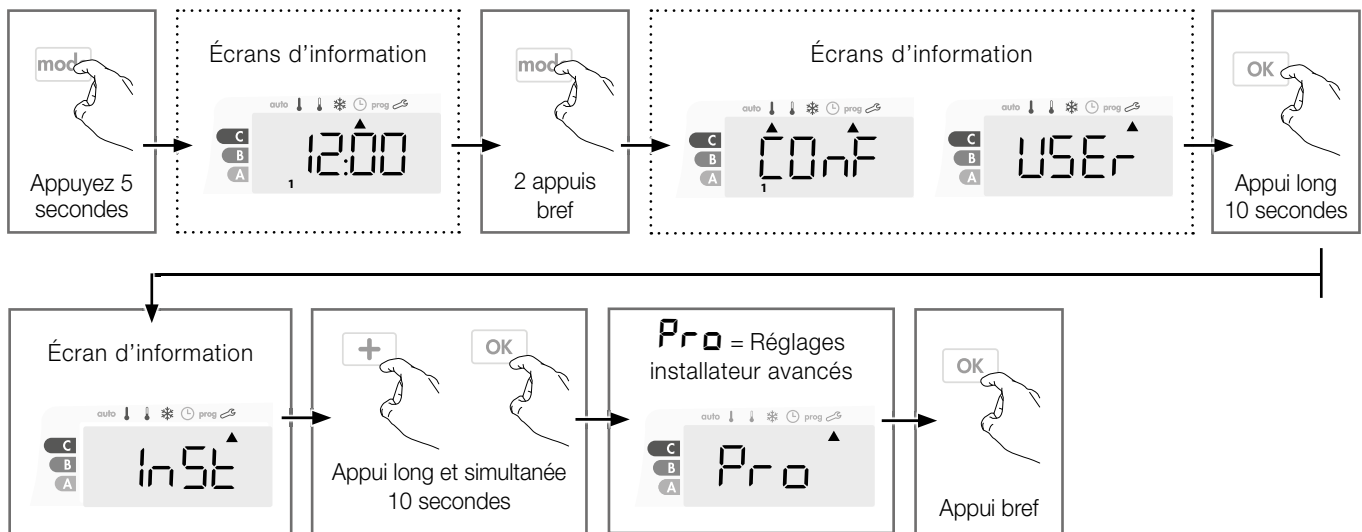 mod
Appuyez 5
secondes
Écrans d'information
auto prog
C
B
A
12:00
1
mod
2 appuis
bref
Écrans d'information
auto prog
C
B
A
COnF
1
auto prog
C
B
A
USEr
OK
Appui long
10 secondes
Écran d'information
auto prog
C
B
A
InSt
+
OK
Appui long et simultanée
10 secondes
Pro = Réglages
installateur avancés
auto prog
C
B
A
Pro
OK
Appui bref